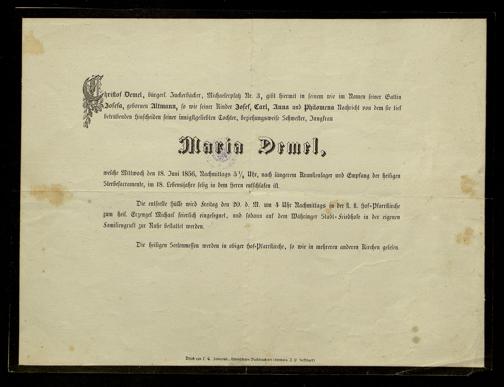 Christof Demel, bürgerl. Zuckerbäcker, Michaelerplatz Nr. 3, gibt hiermit in seinem wie im Namen seiner Gattin
Josefa, gebornen Altmann, so wie seiner Kinder Josef, Carl, Anna und Philomena Nachricht von dem sie tief
betrübenden Hinscheiden seiner innigstgeliebten Tochter, beziehungsweise Schwester, Jungfrau
Maria Demel,
welche Mittwoch den 18. Juni 1856, Nachmittags 5¼ Uhr, nach längerem Krankenlager und Empfang der heiligen
Sterbesacramente, im 18. Lebensjahre selig in dem Herrn entschlafen ist.
Die entseelte Hülle wird Freitag den 20. d. M. um 4 Uhr Nachmittags in der k. k. Hof-Pfarrkirche
zum heil. Erzengel Michael feierlich eingesegnet, und sodann auf dem Währinger Stadt-Friedhofe in der eigenen
Familiengruft zur Ruhe bestattet werden.
Die heiligen Seelenmessen werden in obiger Hof-Pfarrkirche, so wie in mehreren anderen Kirchen gelesen.
Druck von